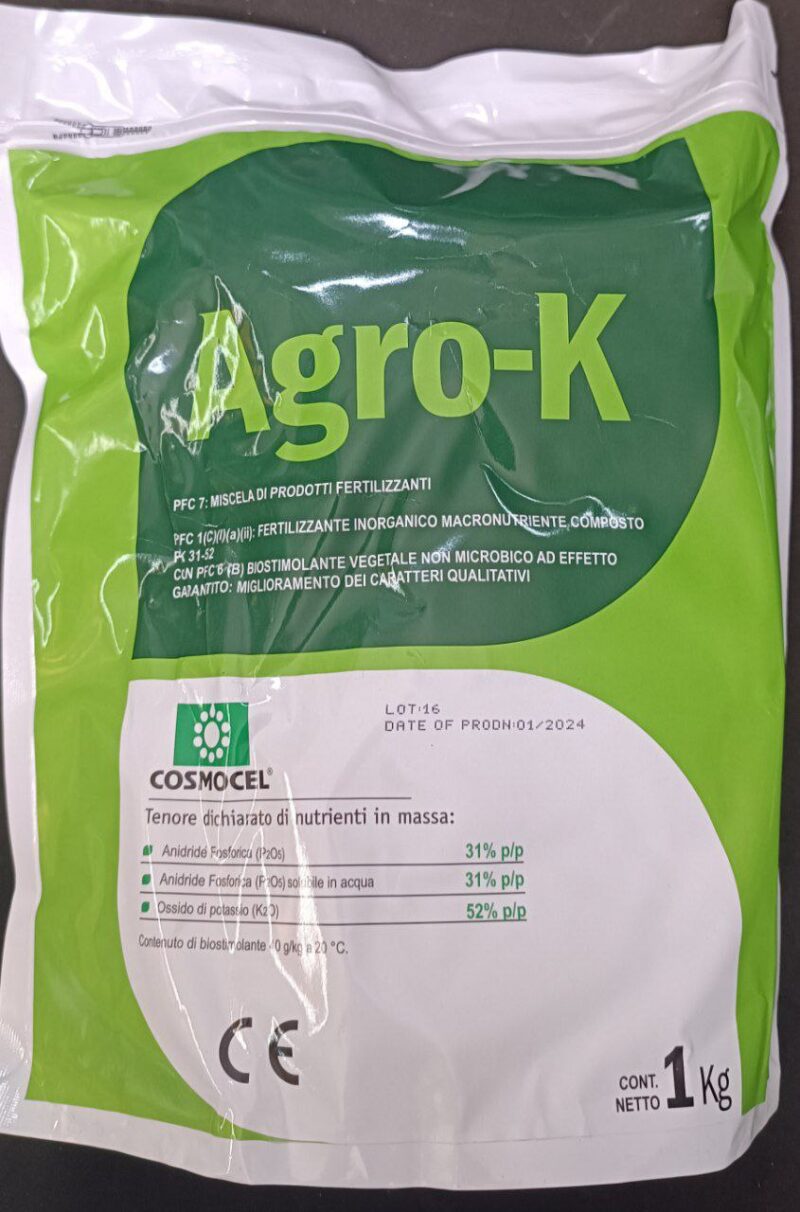 Agro-K
PFC 7: MISCELA DI PRODOTTI FERTILIZZANTI
PFC 1(C)(I)(a)(ii): FERTILIZZANTE INORGANICO MACRONUTRIENTE COMPOSTO
PK 31-52
CON PFC 6 (B) BIOSTIMOLANTE VEGETALE NON MICROBICO AD EFFETTO
GARANTITO: MIGLIORAMENTO DEI CARATTERI QUALITATIVI
LOT:16
DATE OF PRODN:01/2024
COSMOCEL®
Tenore dichiarato di nutrienti in massa:
Anidride Fosforica (P2O5) 31% p/p
Anidride Fosforica (P2O5) solubile in acqua 31% p/p
Ossido di potassio (K2O) 52% p/p
Contenuto di biostimolante g/kg a 20 °C.
CE
CONT. NETTO 1 Kg